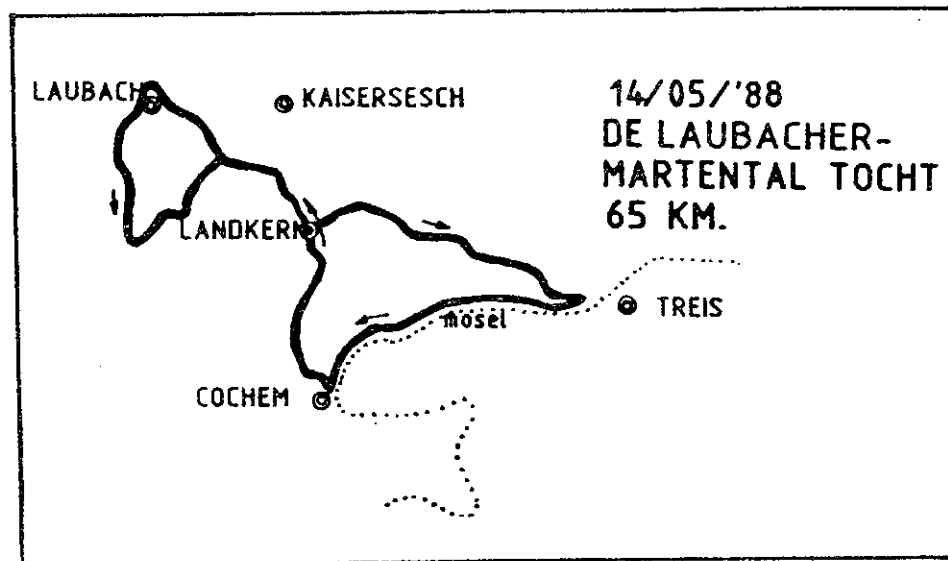 LAUBACH
KAISERSESCH
14/05/'88
DE LAUBACHER-
MARTENTAL TOCHT
65 KM.
LANDKERN
TREIS
mosel
COCHEM